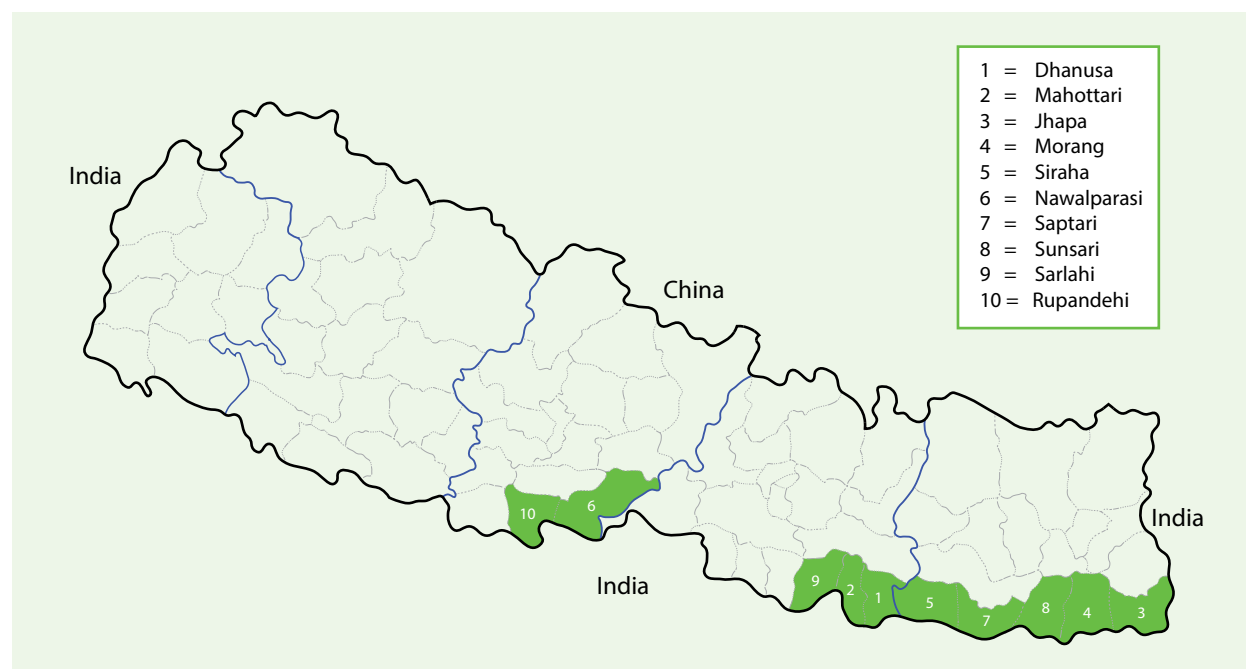 1 = Dhanusa
2 = Mahottari
3 = Jhapa
4 = Morang
5 = Siraha
6 = Nawalparasi
7 = Saptari
8 = Sunsari
9 = Sarlahi
10 = Rupandehi
India
China
India
India
10
6
9
2
1
5
7
8
4
3